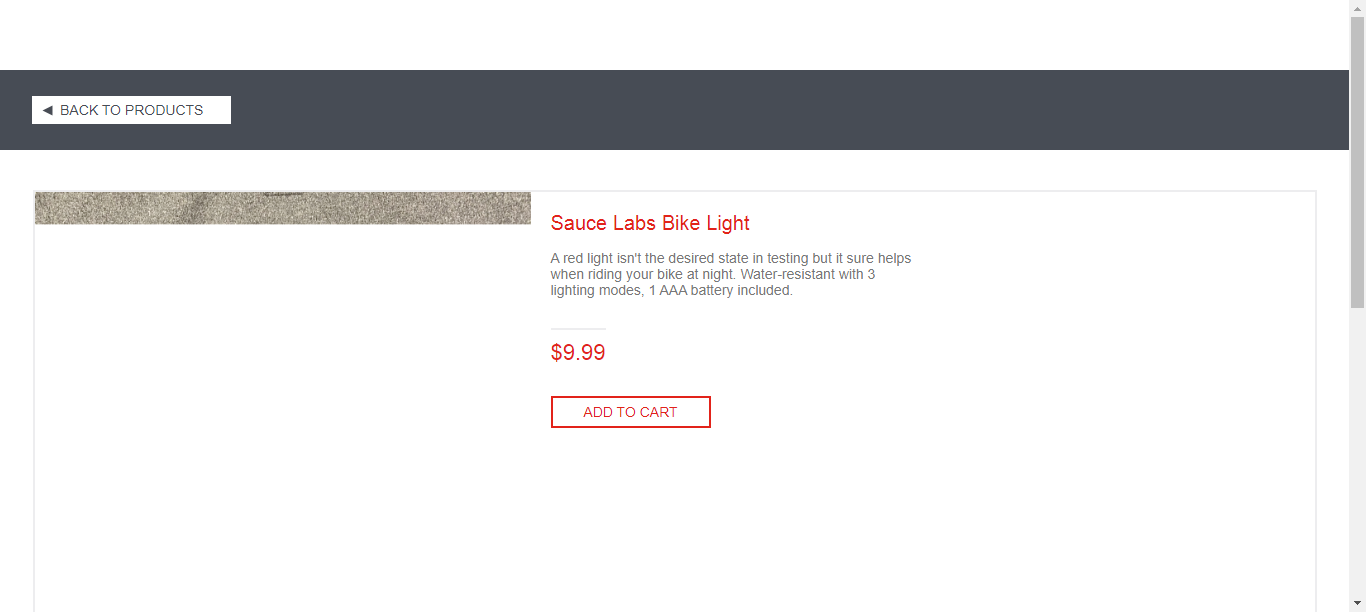 ◄ BACK TO PRODUCTS
Sauce Labs Bike Light
A red light isn't the desired state in testing but it sure helps
when riding your bike at night. Water-resistant with 3
lighting modes, 1 AAA battery included.
$9.99
ADD TO CART